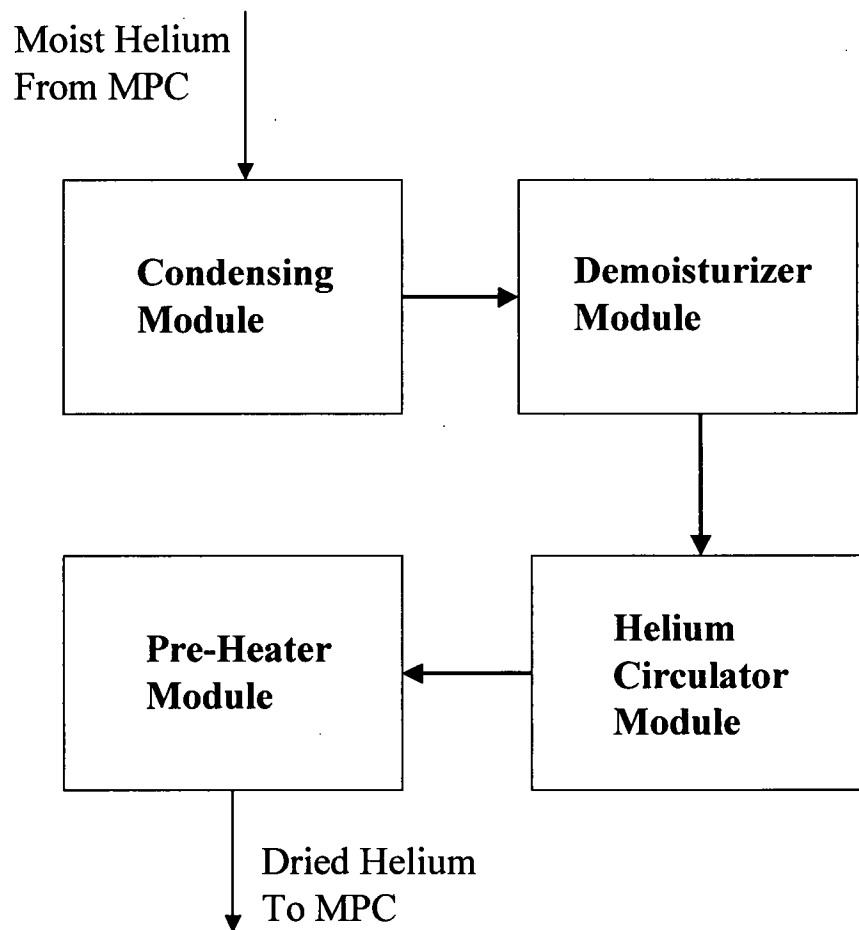 Moist Helium
From MPC
Condensing
Module
Demoisturizer
Module
Pre-Heater
Module
Helium
Circulator
Module
Dried Helium
To MPC